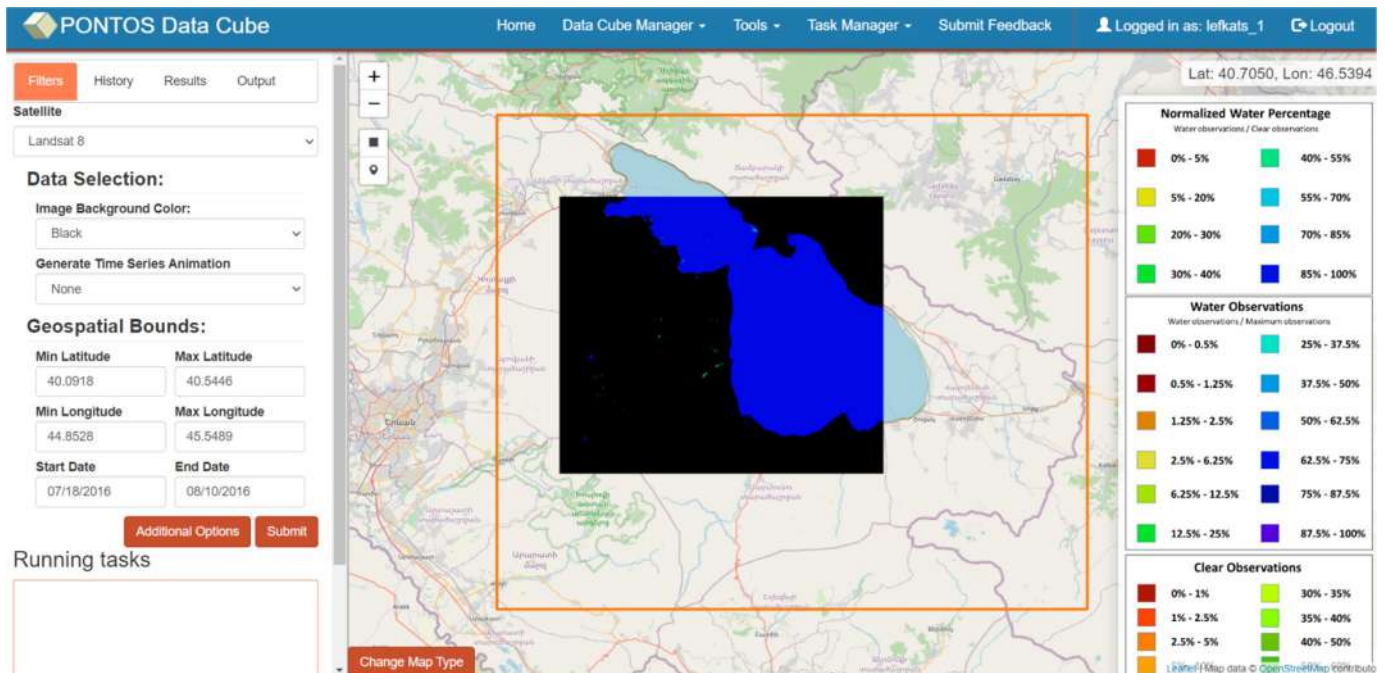 PONTOS Data Cube
Home
Data Cube Manager
Tools
Task Manager
Submit Feedback
Logged in as: lefkats_1
Logout
Filters
History
Results
Output
Satellite
Landsat 8
Data Selection:
Image Background Color:
Black
Generate Time Series Animation
None
Geospatial Bounds:
Min Latitude
Max Latitude
40.0918
40.5446
Min Longitude
Max Longitude
44.8528
45.5489
Start Date
End Date
07/18/2016
08/10/2016
Additional Options
Submit
Running tasks
+
−
Change Map Type
Lat: 40.7050, Lon: 46.5394
Normalized Water Percentage
Water observations / Clear observations
0% - 5%
40% - 55%
5% - 20%
55% - 70%
20% - 30%
70% - 85%
30% - 40%
85% - 100%
Water Observations
Water observations / Maximum observations
0% - 0.5%
25% - 37.5%
0.5% - 1.25%
37.5% - 50%
1.25% - 2.5%
50% - 62.5%
2.5% - 6.25%
62.5% - 75%
6.25% - 12.5%
75% - 87.5%
12.5% - 25%
87.5% - 100%
Clear Observations
0% - 1%
30% - 35%
1% - 2.5%
35% - 40%
2.5% - 5%
40% - 50%
Leaflet | Map data © OpenStreetMap contributo